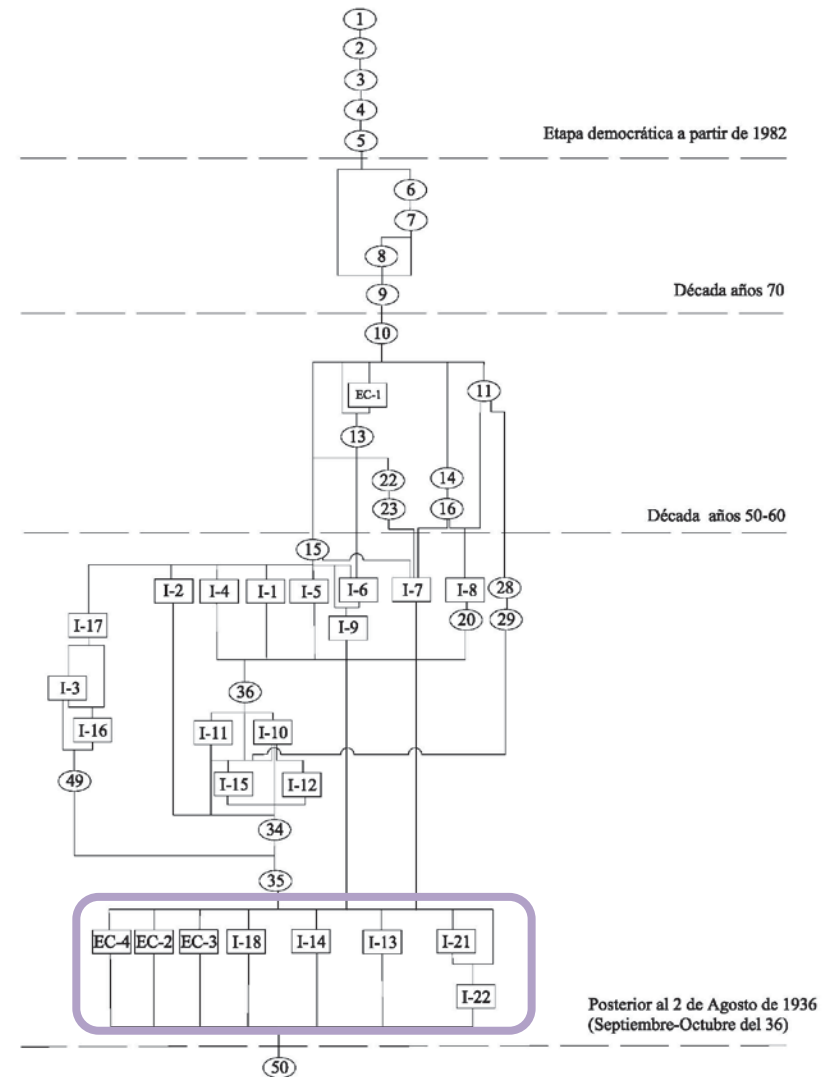 1
2
3
4
5
Etapa democrática a partir de 1982
6
7
8
9
Década años 70
10
EC-1
11
13
22
14
23
16
Década años 50-60
15
I-2
I-4
I-1
I-5
I-6
I-7
I-8
28
I-17
I-9
20
29
I-3
36
I-16
I-11
I-10
49
I-15
I-12
34
35
EC-4
EC-2
EC-3
I-18
I-14
I-13
I-21
I-22
Posterior al 2 de Agosto de 1936
(Septiembre-Octubre del 36)
50